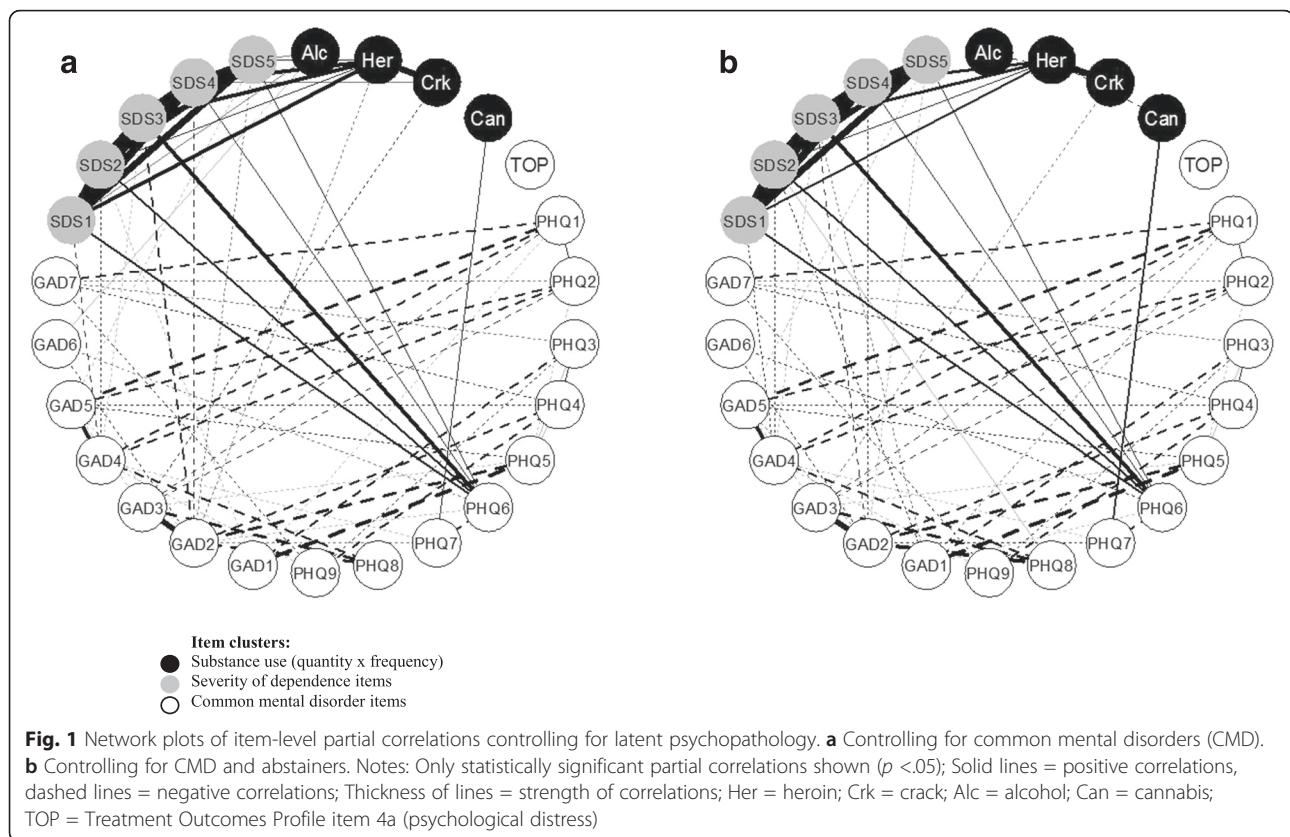 a
SDS5
Alc
Her
SDS4
Crk
SDS3
Can
SDS2
TOP
SDS1
PHQ1
GAD7
PHQ2
GAD6
PHQ3
GAD5
PHQ4
GAD4
PHQ5
GAD3
PHQ6
GAD2
PHQ7
GAD1
PHQ9
PHQ8
b
SDS5
Alc
Her
SDS4
Crk
SDS3
Can
SDS2
TOP
SDS1
PHQ1
GAD7
PHQ2
GAD6
PHQ3
GAD5
PHQ4
GAD4
PHQ5
GAD3
PHQ6
GAD2
PHQ7
GAD1
PHQ9
PHQ8
Item clusters:
Substance use (quantity x frequency)
Severity of dependence items
Common mental disorder items
Fig. 1 Network plots of item-level partial correlations controlling for latent psychopathology. a Controlling for common mental disorders (CMD).
b Controlling for CMD and abstainers. Notes: Only statistically significant partial correlations shown (p <.05); Solid lines = positive correlations,
dashed lines = negative correlations; Thickness of lines = strength of correlations; Her = heroin; Crk = crack; Alc = alcohol; Can = cannabis;
TOP = Treatment Outcomes Profile item 4a (psychological distress)